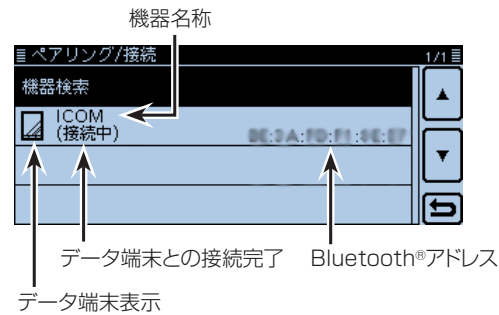 機器名称
ペアリング/接続 1/1
機器検索
ICOM
(接続中)
データ端末との接続完了 Bluetooth®アドレス
データ端末表示